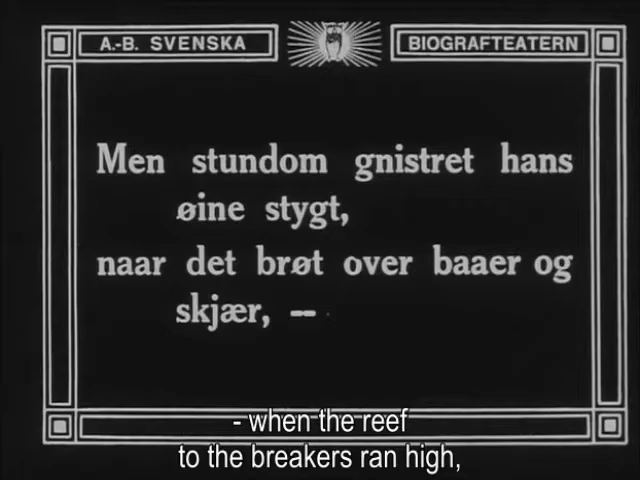 A.-B. SVENSKA
BIOGRAFTEATERN
Men stundom gnistret hans
øine stygt,
naar det brøt over baaer og
skjær, --
- when the reef
to the breakers ran high,